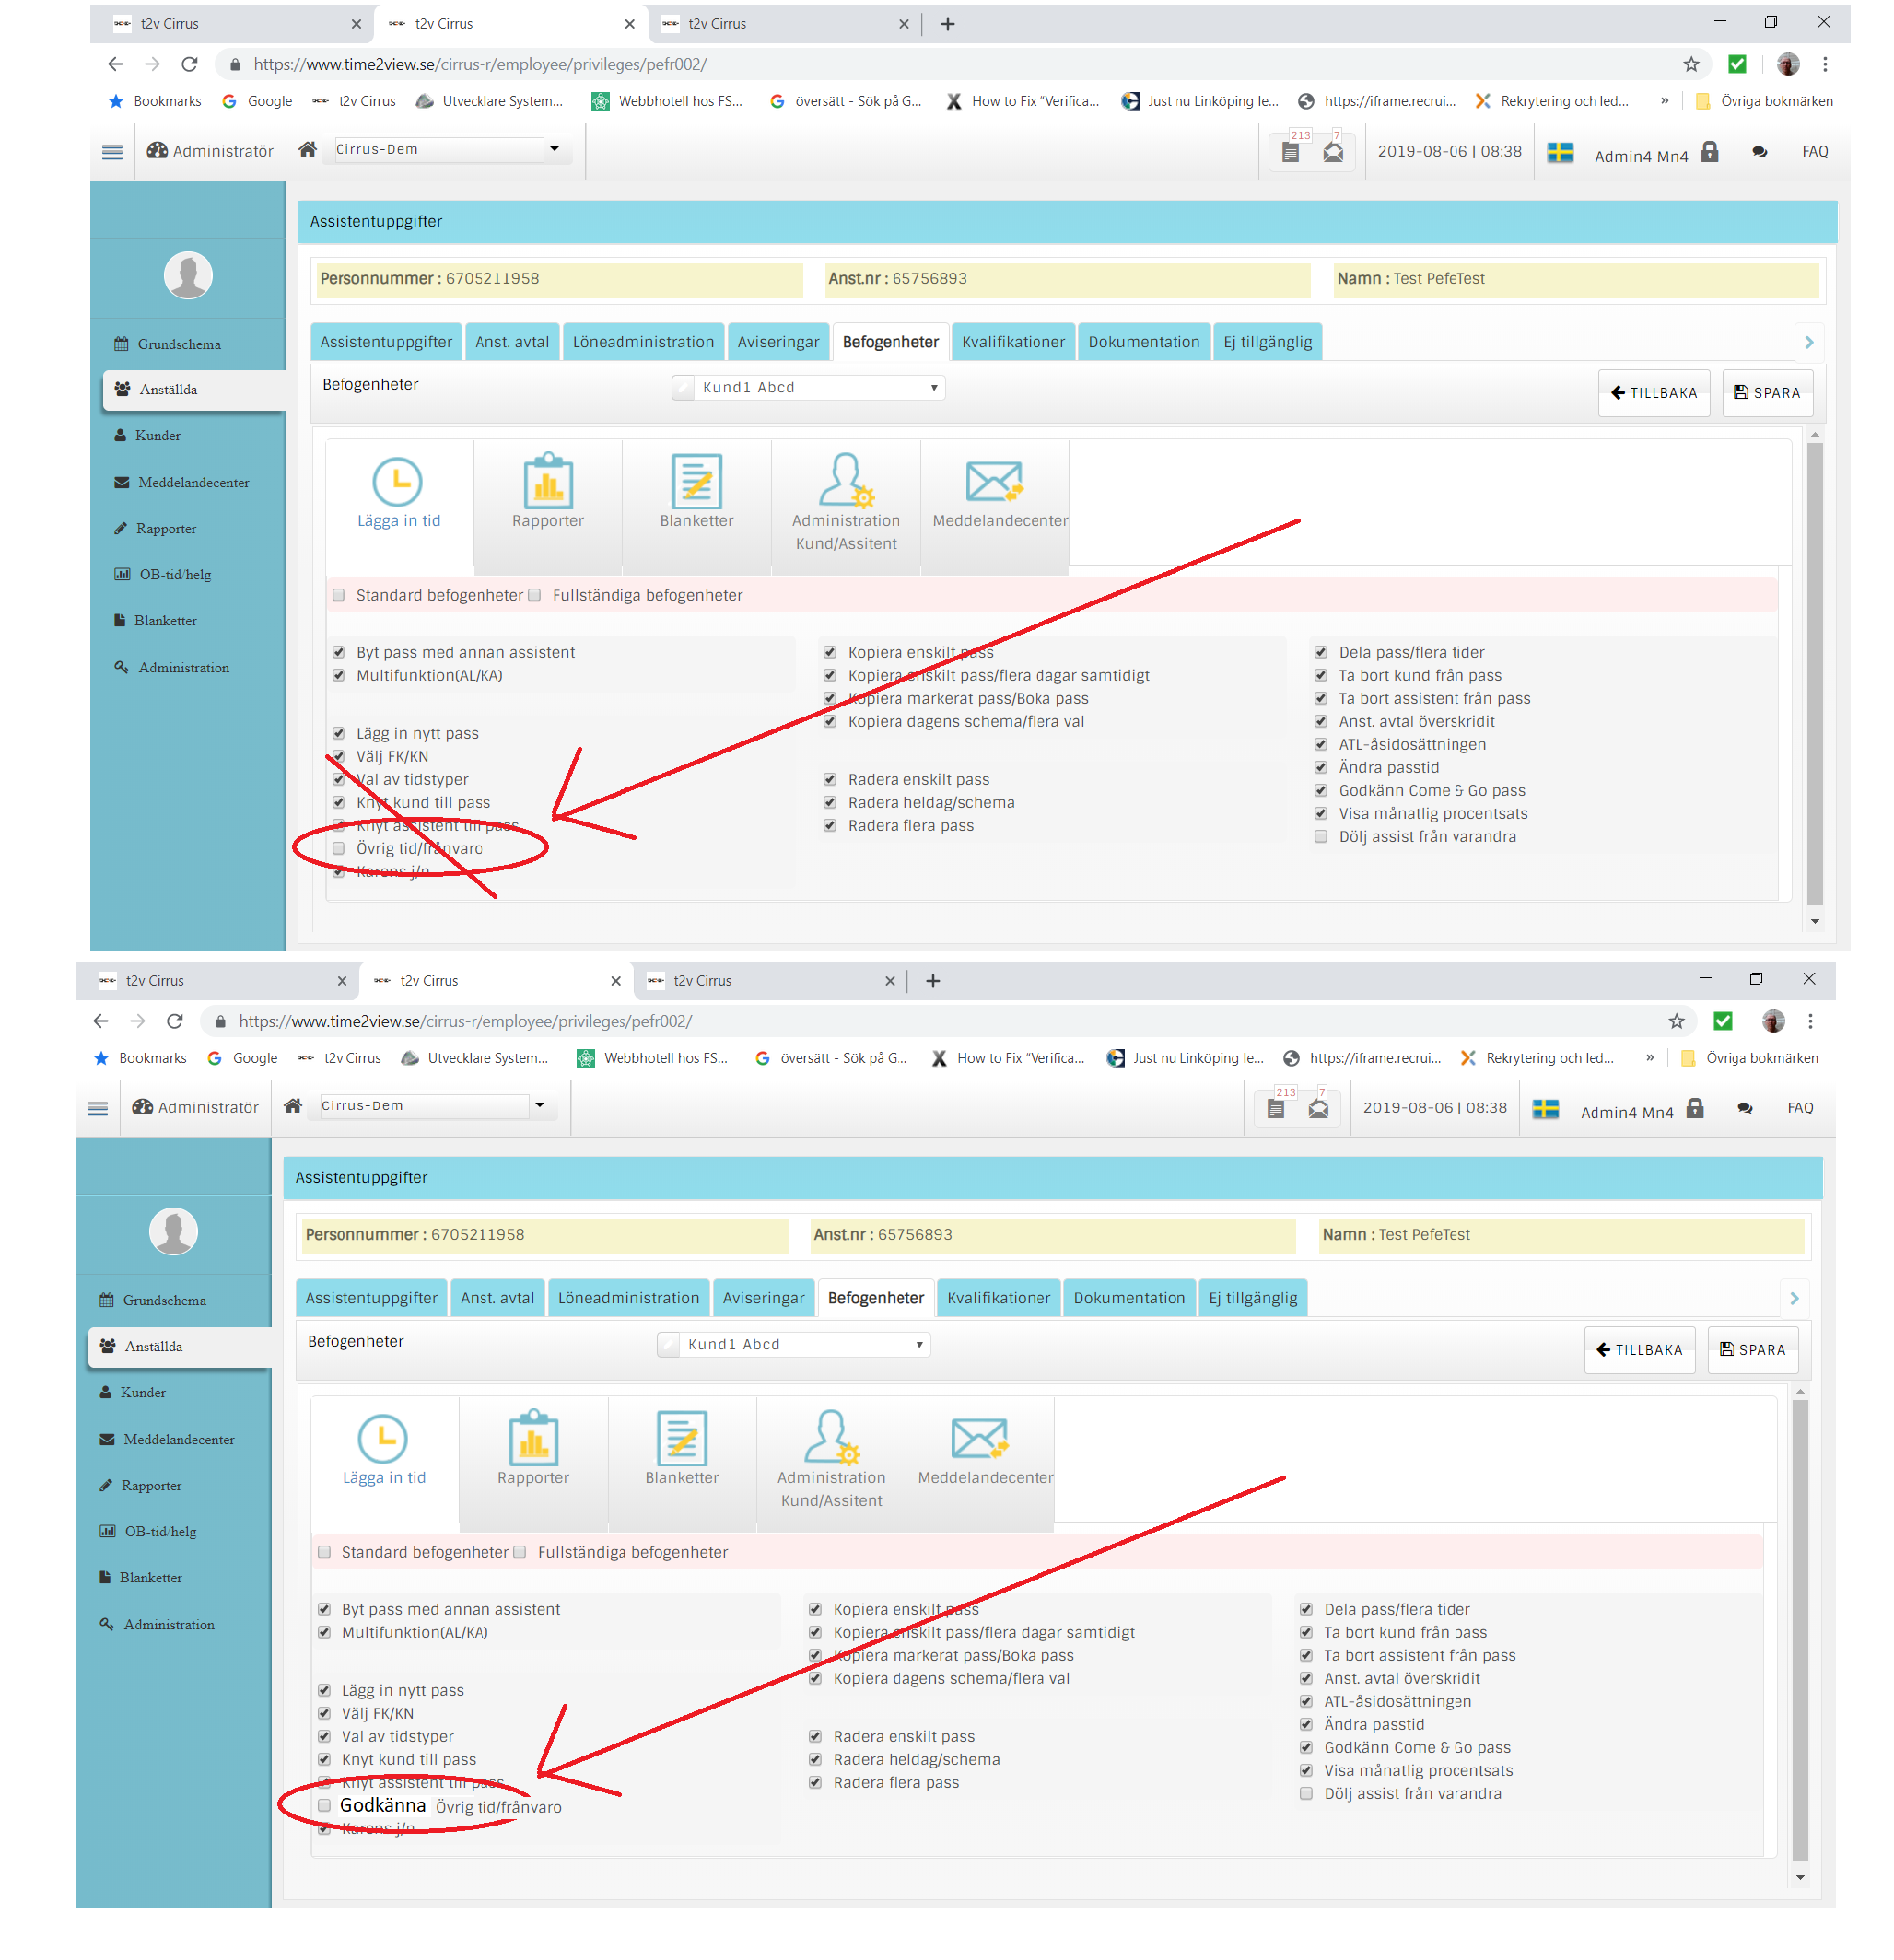 t2v Cirrus
t2v Cirrus
t2v Cirrus
https://www.time2view.se/cirrus-r/employee/privileges/pefr002/
Bookmarks Google t2v Cirrus Utvecklare System... Webbhotell hos FS... översätt - Sök på G... How to Fix "Verifica... Just nu Linköping le... https://iframe.recrui... Rekrytering och led... » Övriga bokmärken
Administratör Cirrus-Dem 213 7 2019-08-06 | 08:38 Admin4 Mn4 FAQ
Assistentuppgifter
Personnummer : 6705211958 Anst.nr : 65756893 Namn : Test PefeTest
Assistentuppgifter Anst. avtal Löneadministration Aviseringar Befogenheter Kvalifikationer Dokumentation Ej tillgänglig
Befogenheter Kund1 Abcd TILLBAKA SPARA
Grundschema
Anställda
Kunder
Meddelandecenter
Rapporter
OB-tid/helg
Blanketter
Administration
Lägga in tid
Rapporter
Blanketter
Administration
Kund/Assitent
Meddelandecenter
Standard befogenheter Fullständiga befogenheter
Byt pass med annan assistent
Multifunktion(AL/KA)
Lägg in nytt pass
Välj FK/KN
Val av tidstyper
Knyt kund till pass
Knyt assistent till pass
Övrig tid/frånvaro
Karens j/n
Kopiera enskilt pass
Kopiera enskilt pass/flera dagar samtidigt
Kopiera markerat pass/Boka pass
Kopiera dagens schema/flera val
Radera enskilt pass
Radera heldag/schema
Radera flera pass
Dela pass/flera tider
Ta bort kund från pass
Ta bort assistent från pass
Anst. avtal överskridit
ATL-åsidosättningen
Ändra passtid
Godkänn Come & Go pass
Visa månatlig procentsats
Dölj assist från varandra
t2v Cirrus
t2v Cirrus
t2v Cirrus
https://www.time2view.se/cirrus-r/employee/privileges/pefr002/
Bookmarks Google t2v Cirrus Utvecklare System... Webbhotell hos FS... översätt - Sök på G... How to Fix "Verifica... Just nu Linköping le... https://iframe.recrui... Rekrytering och led... » Övriga bokmärken
Administratör Cirrus-Dem 213 7 2019-08-06 | 08:38 Admin4 Mn4 FAQ
Assistentuppgifter
Personnummer : 6705211958 Anst.nr : 65756893 Namn : Test PefeTest
Assistentuppgifter Anst. avtal Löneadministration Aviseringar Befogenheter Kvalifikationer Dokumentation Ej tillgänglig
Befogenheter Kund1 Abcd TILLBAKA SPARA
Grundschema
Anställda
Kunder
Meddelandecenter
Rapporter
OB-tid/helg
Blanketter
Administration
Lägga in tid
Rapporter
Blanketter
Administration
Kund/Assitent
Meddelandecenter
Standard befogenheter Fullständiga befogenheter
Byt pass med annan assistent
Multifunktion(AL/KA)
Lägg in nytt pass
Välj FK/KN
Val av tidstyper
Knyt kund till pass
Knyt assistent till pass
Godkänna Övrig tid/frånvaro
Karens j/n
Kopiera enskilt pass
Kopiera enskilt pass/flera dagar samtidigt
Kopiera markerat pass/Boka pass
Kopiera dagens schema/flera val
Radera enskilt pass
Radera heldag/schema
Radera flera pass
Dela pass/flera tider
Ta bort kund från pass
Ta bort assistent från pass
Anst. avtal överskridit
ATL-åsidosättningen
Ändra passtid
Godkänn Come & Go pass
Visa månatlig procentsats
Dölj assist från varandra